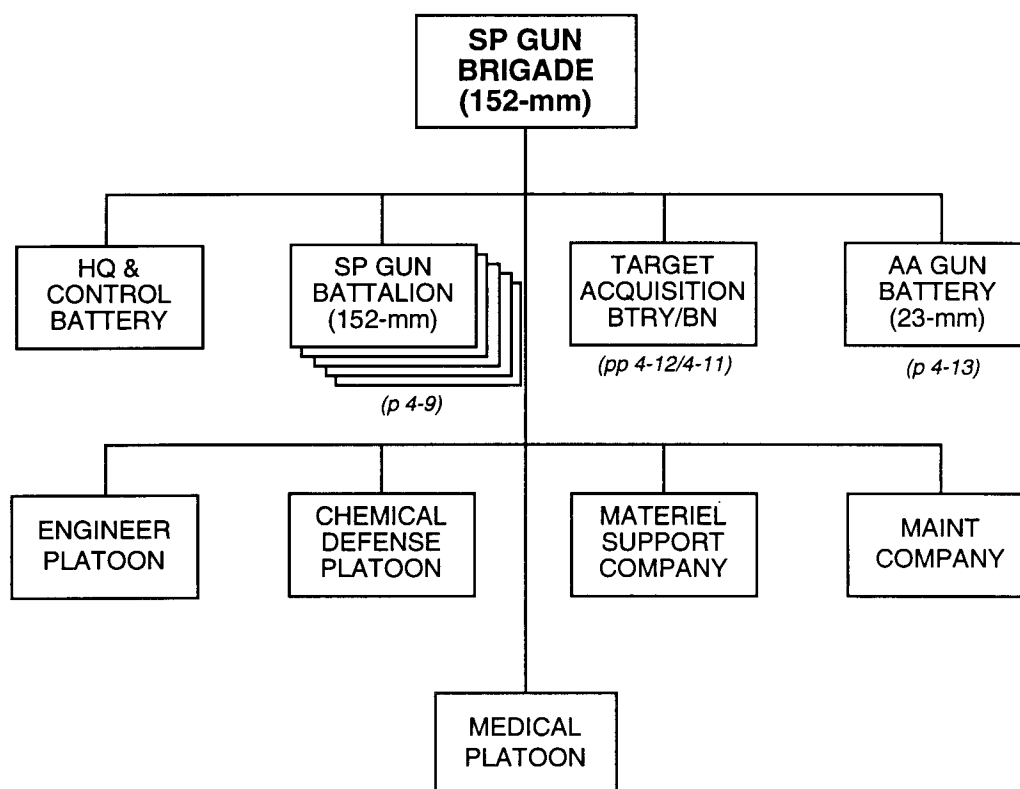 SP GUN
BRIGADE
(152-mm)
HQ &
CONTROL
BATTERY
SP GUN
BATTALION
(152-mm)
(p 4-9)
TARGET
ACQUISITION
BTRY/BN
(pp 4-12/4-11)
AA GUN
BATTERY
(23-mm)
(p 4-13)
ENGINEER
PLATOON
CHEMICAL
DEFENSE
PLATOON
MATERIEL
SUPPORT
COMPANY
MAINT
COMPANY
MEDICAL
PLATOON